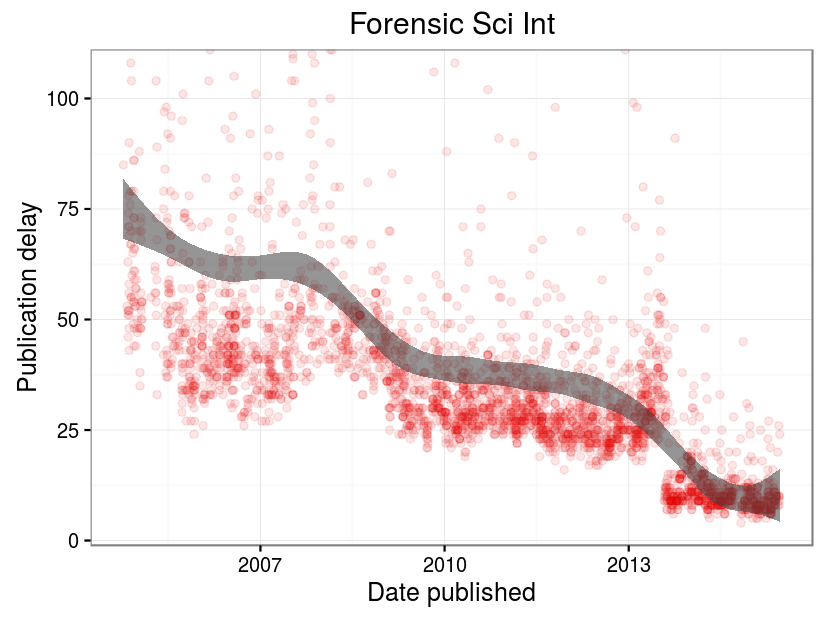 Forensic Sci Int
Publication delay
100
75
50
25
0
2007
2010
2013
Date published